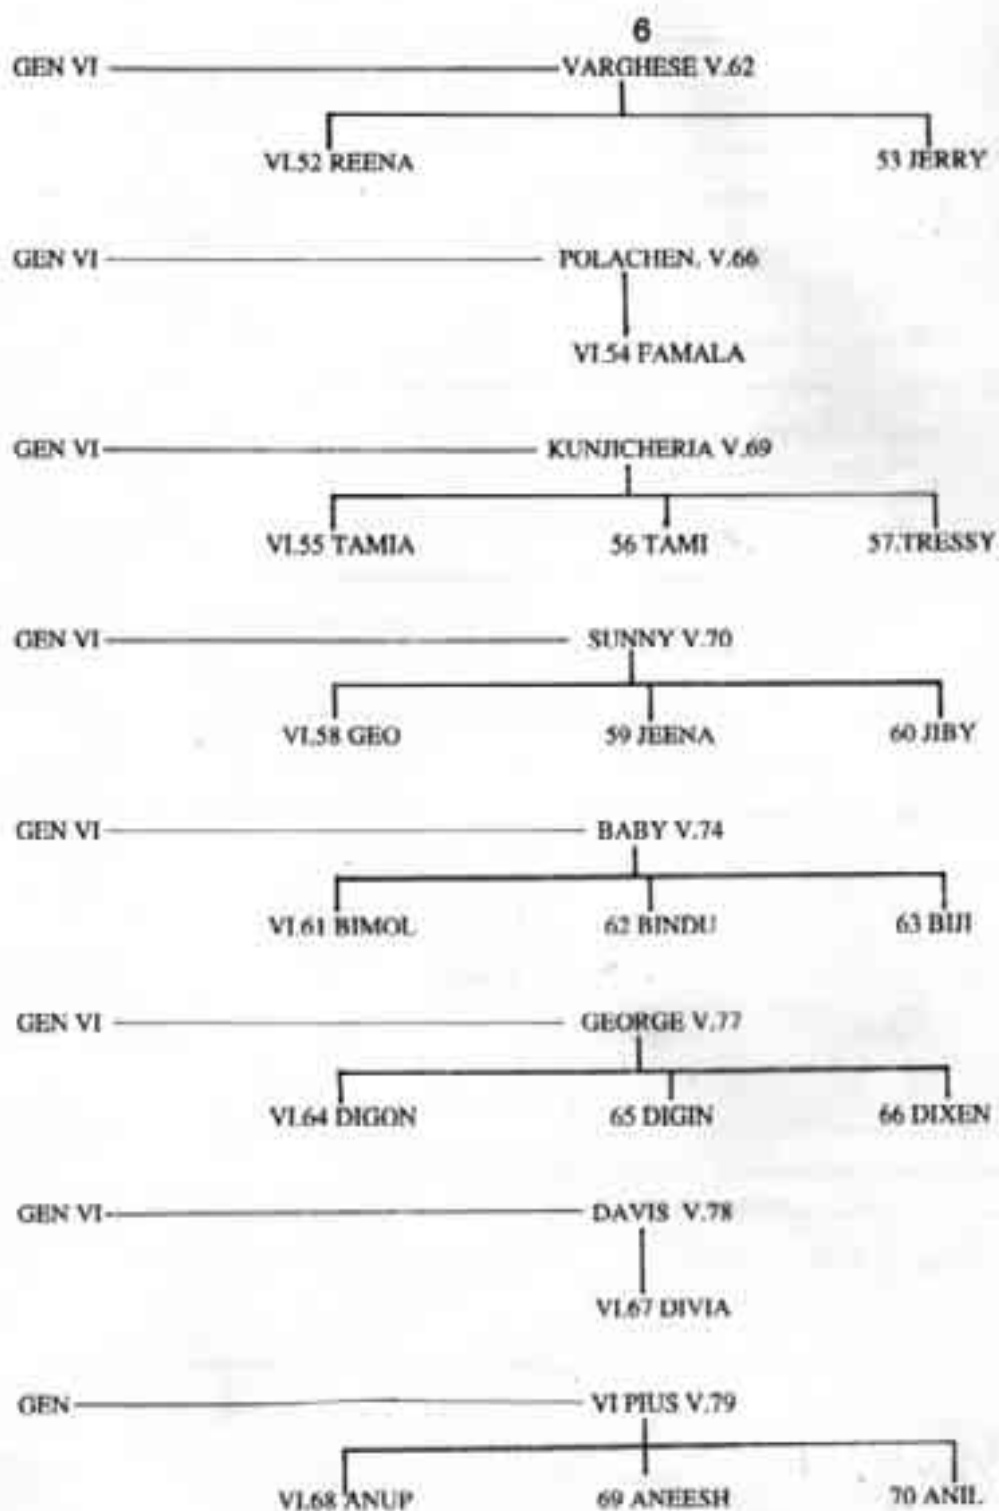 6
GEN VI VARGHESE V.62
VI.52 REENA 53 JERRY
GEN VI POLACHEN. V.66
VI.54 FAMALA
GEN VI KUNJICHERIA V.69
VI.55 TAMIA 56 TAMI 57.TRESSY
GEN VI SUNNY V.70
VI.58 GEO 59 JEENA 60 JIBY
GEN VI BABY V.74
VI.61 BIMOL 62 BINDU 63 BIJI
GEN VI GEORGE V.77
VI.64 DIGON 65 DIGIN 66 DIXEN
GEN VI DAVIS V.78
VI.67 DIVIA
GEN VI PIUS V.79
VI.68 ANUP 69 ANEESH 70 ANIL